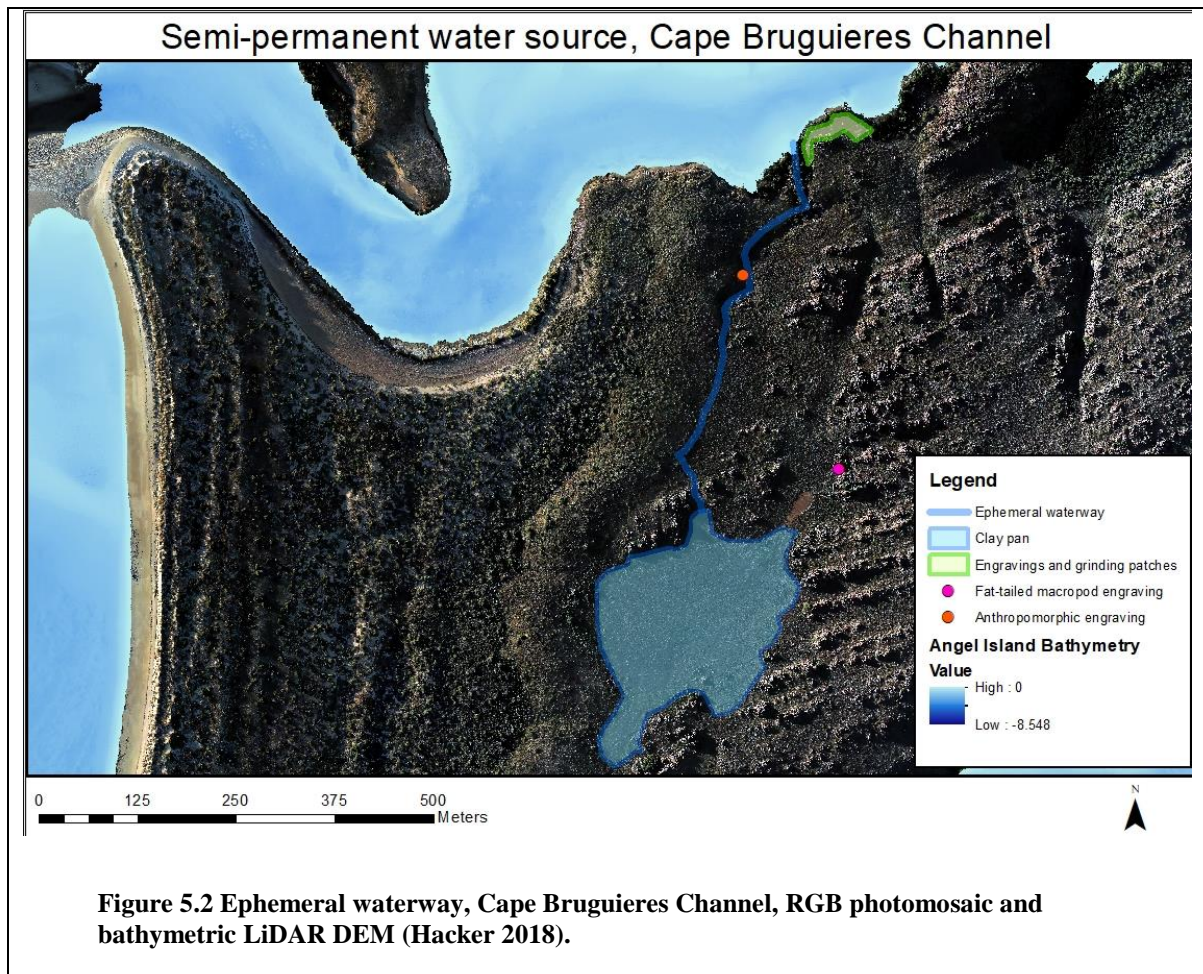 Semi-permanent water source, Cape Bruguieres Channel
Legend
Ephemeral waterway
Clay pan
Engravings and grinding patches
Fat-tailed macropod engraving
Anthropomorphic engraving
Angel Island Bathymetry
Value
High : 0
Low : -8.548
0 125 250 375 500
Meters
N
Figure 5.2 Ephemeral waterway, Cape Bruguieres Channel, RGB photomosaic and
bathymetric LiDAR DEM (Hacker 2018).